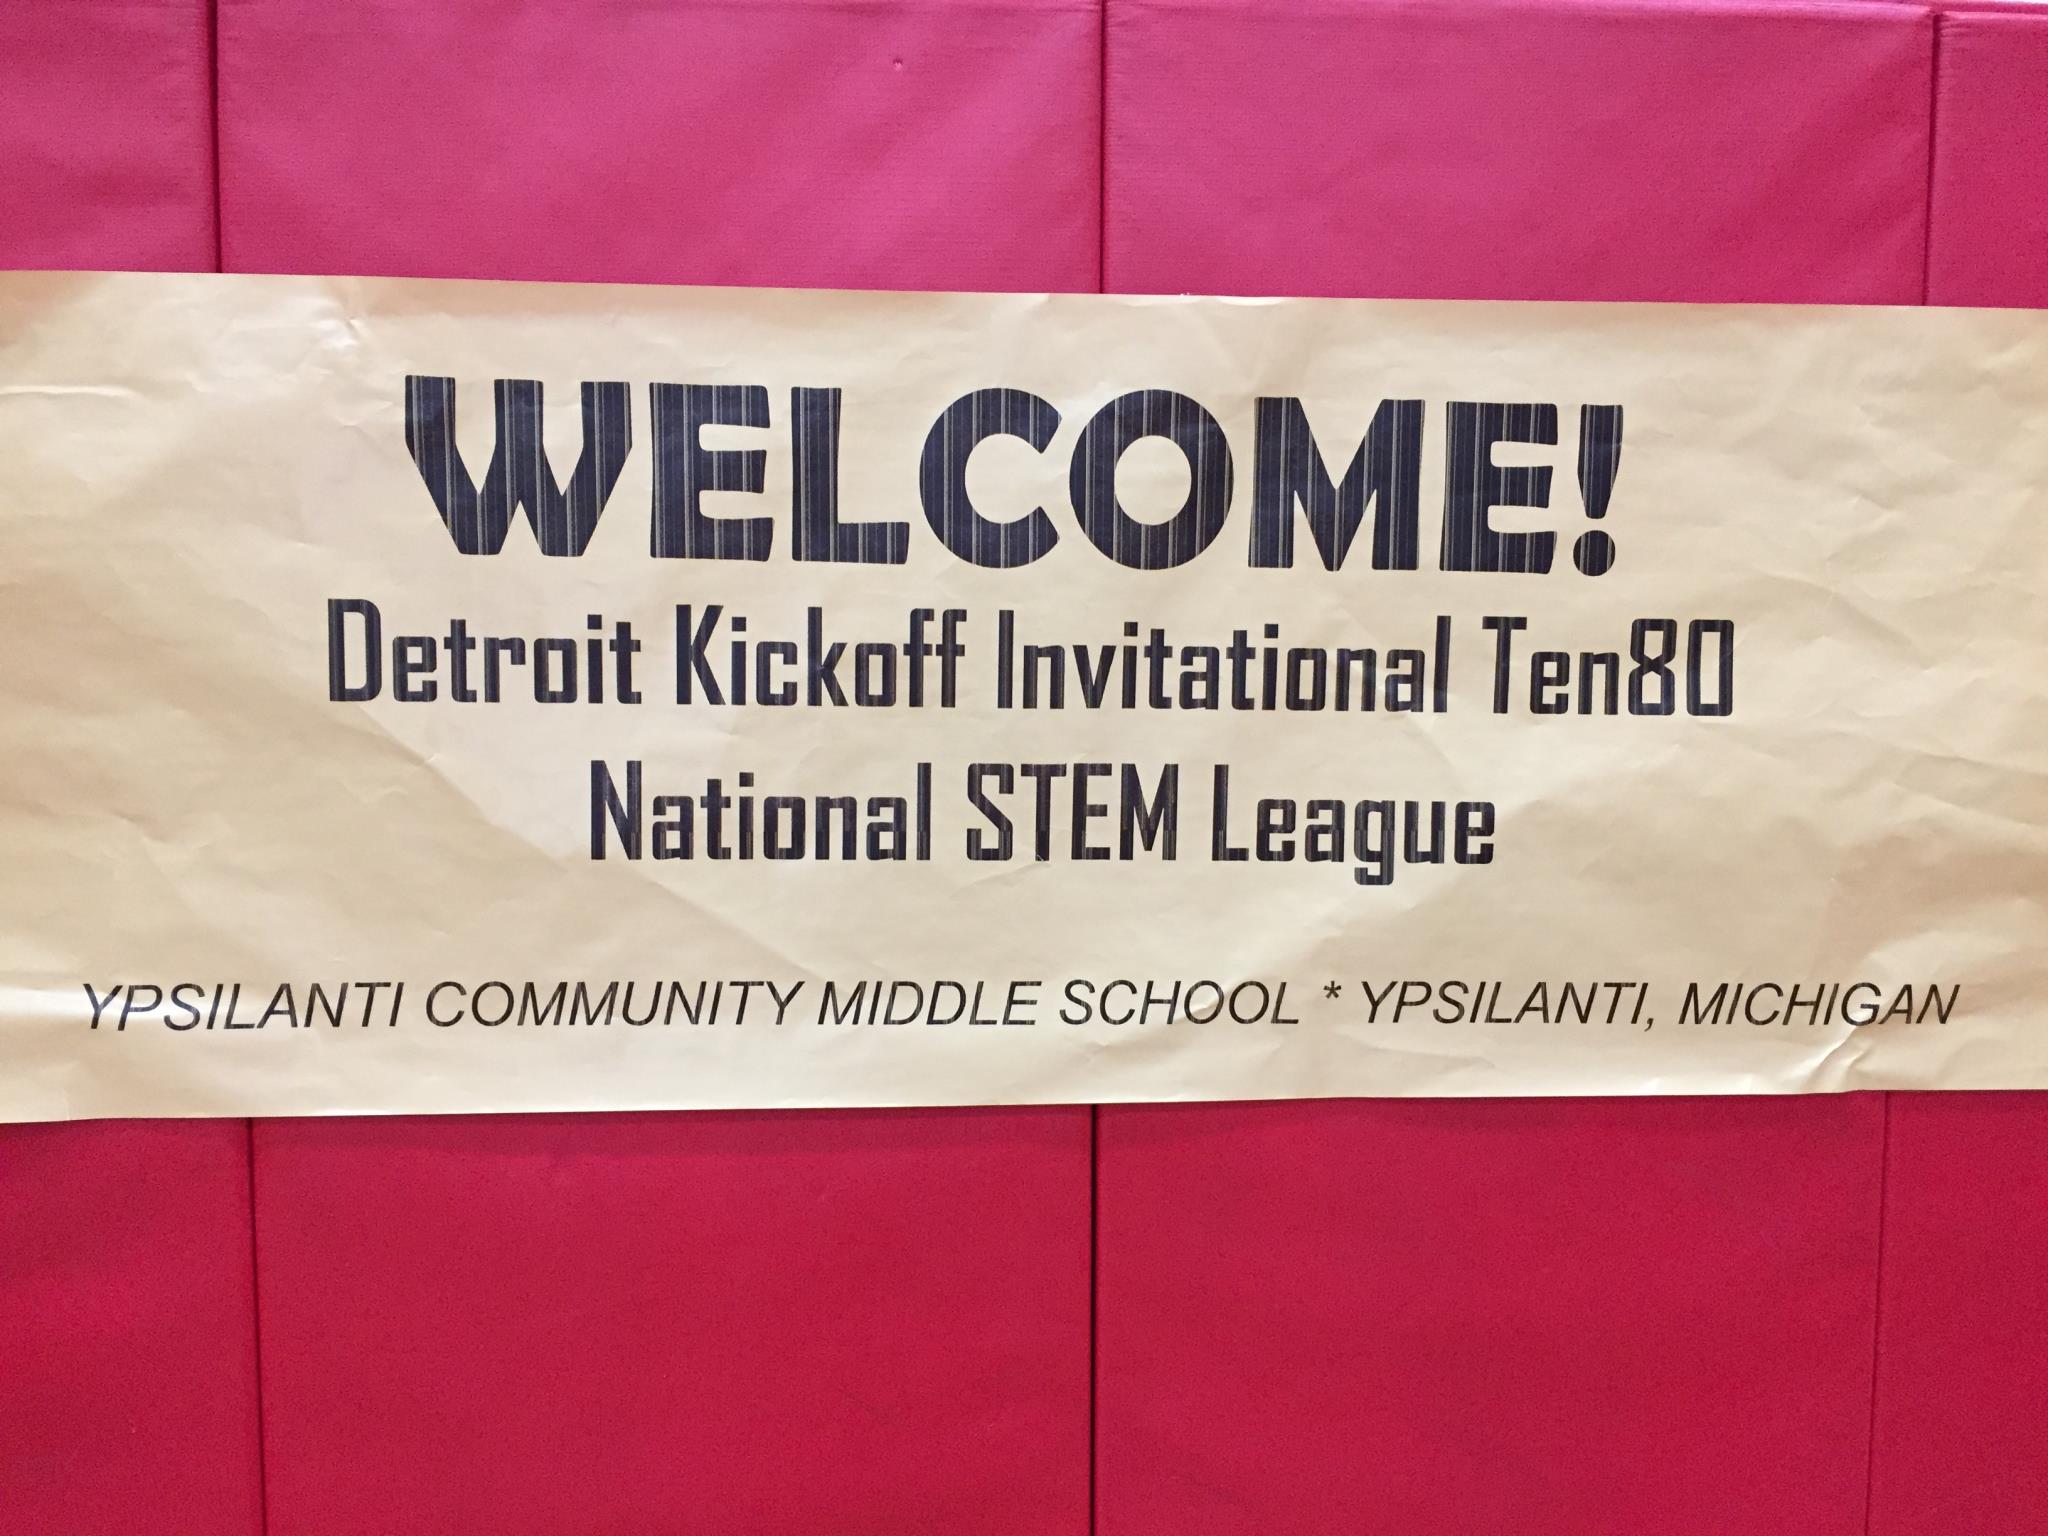 WELCOME!
Detroit Kickoff Invitational Ten80
National STEM League
YPSILANTI COMMUNITY MIDDLE SCHOOL * YPSILANTI, MICHIGAN